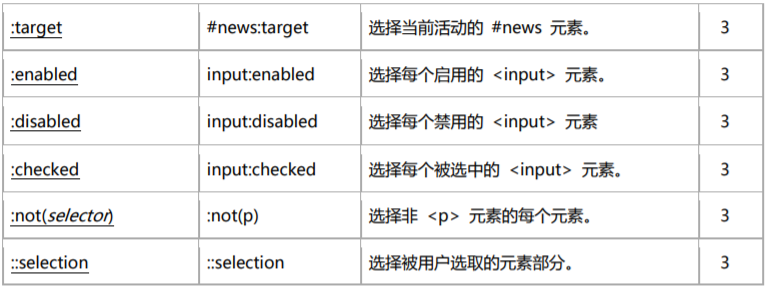 :target #news:target 选择当前活动的 #news 元素。 3
:enabled input:enabled 选择每个启用的 <input> 元素。 3
:disabled input:disabled 选择每个禁用的 <input> 元素 3
:checked input:checked 选择每个被选中的 <input> 元素。 3
:not(selector) :not(p) 选择非 <p> 元素的每个元素。 3
::selection ::selection 选择被用户选取的元素部分。 3